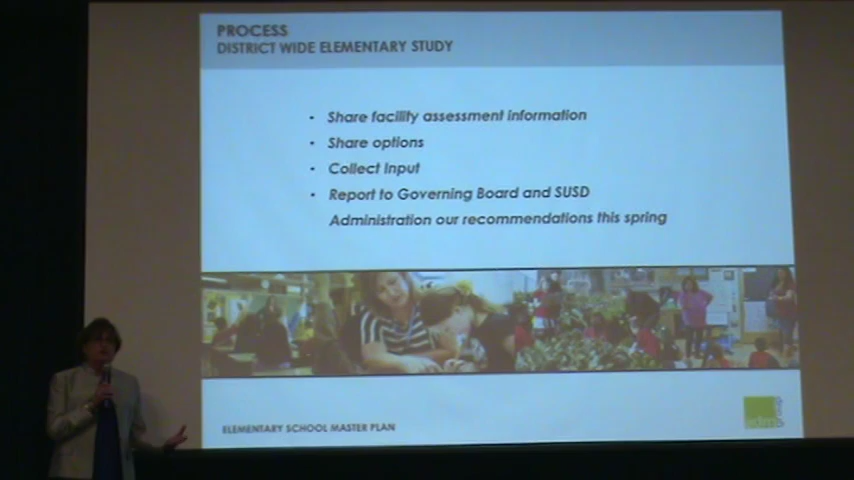 PROCESS
DISTRICT WIDE ELEMENTARY STUDY
• Share facility assessment information
• Share options
• Collect Input
• Report to Governing Board and SUSD
Administration our recommendations this spring
ELEMENTARY SCHOOL MASTER PLAN